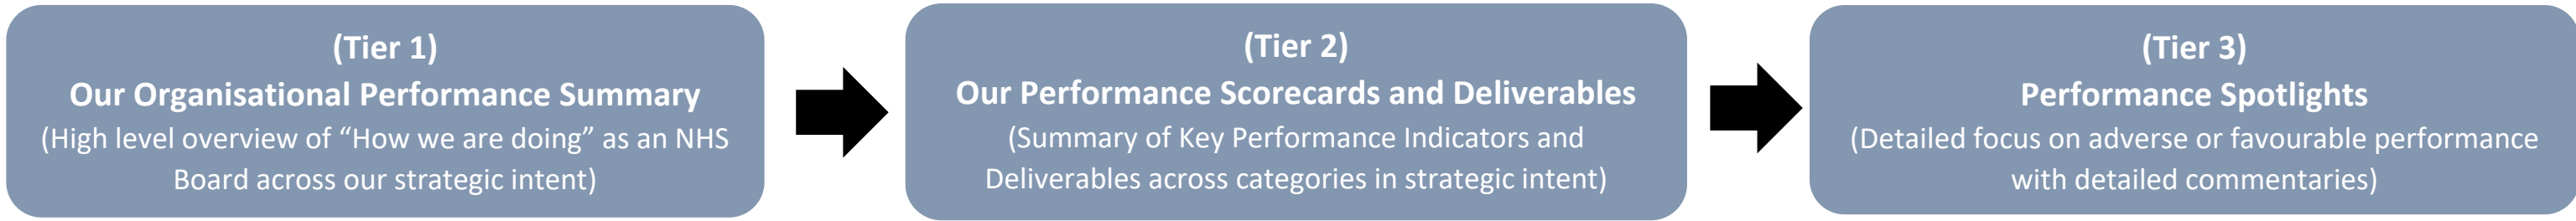 (Tier 1)
Our Organisational Performance Summary
(High level overview of “How we are doing” as an NHS
Board across our strategic intent)
(Tier 2)
Our Performance Scorecards and Deliverables
(Summary of Key Performance Indicators and
Deliverables across categories in strategic intent)
(Tier 3)
Performance Spotlights
(Detailed focus on adverse or favourable performance
with detailed commentaries)